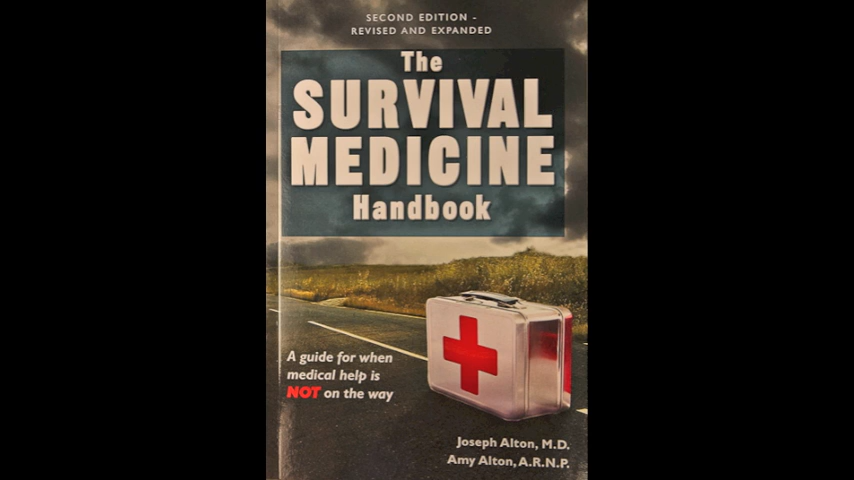 SECOND EDITION -
REVISED AND EXPANDED
The
SURVIVAL
MEDICINE
Handbook
A guide for when
medical help is
NOT on the way
Joseph Alton, M.D.
Amy Alton, A.R.N.P.